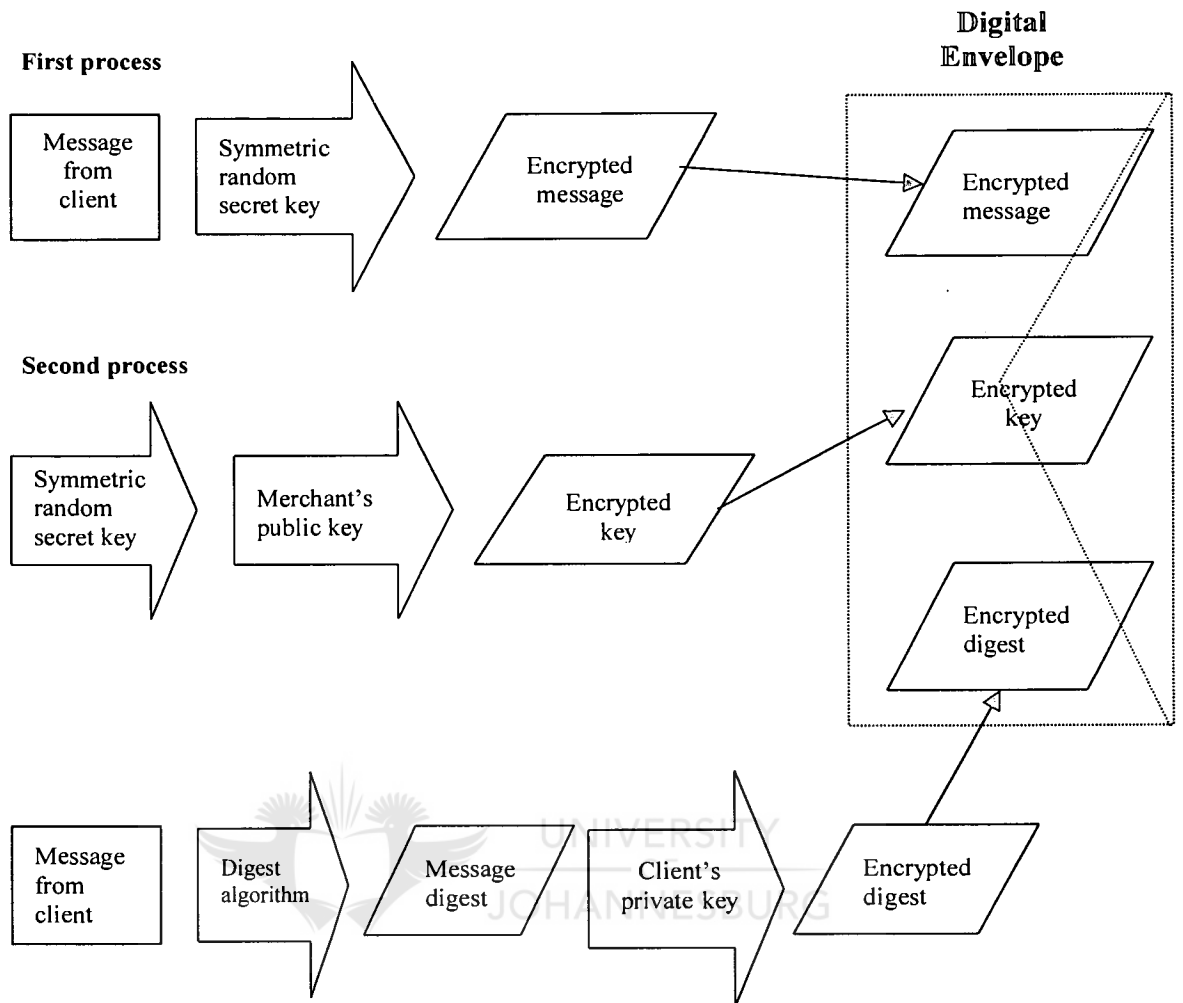 Digital
Envelope
First process
Message
from
client
Symmetric
random
secret key
Encrypted
message
Encrypted
message
Second process
Symmetric
random
secret key
Merchant's
public key
Encrypted
key
Encrypted
key
Encrypted
digest
Message
from
client
Digest
algorithm
Message
digest
Client's
private key
Encrypted
digest
UNIVERSITY
OF
JOHANNESBURG